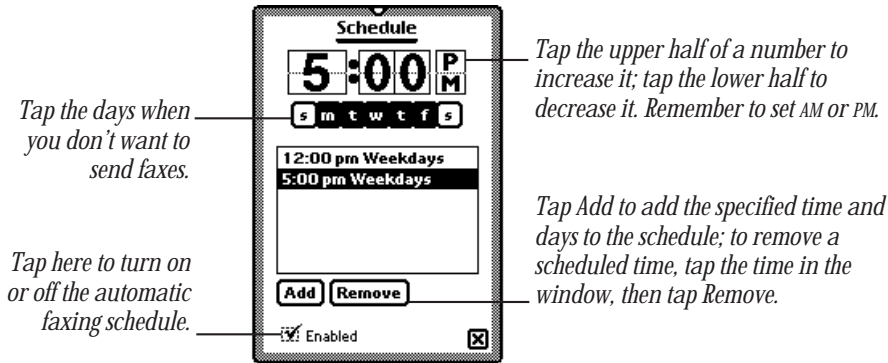 Schedule
5:00 PM
s m t w t f s
12:00 pm Weekdays
5:00 pm Weekdays
Add Remove
Enabled
Tap the upper half of a number to
increase it; tap the lower half to
decrease it. Remember to set AM or PM.
Tap the days when
you don’t want to
send faxes.
Tap Add to add the specified time and
days to the schedule; to remove a
scheduled time, tap the time in the
window, then tap Remove.
Tap here to turn on
or off the automatic
faxing schedule.